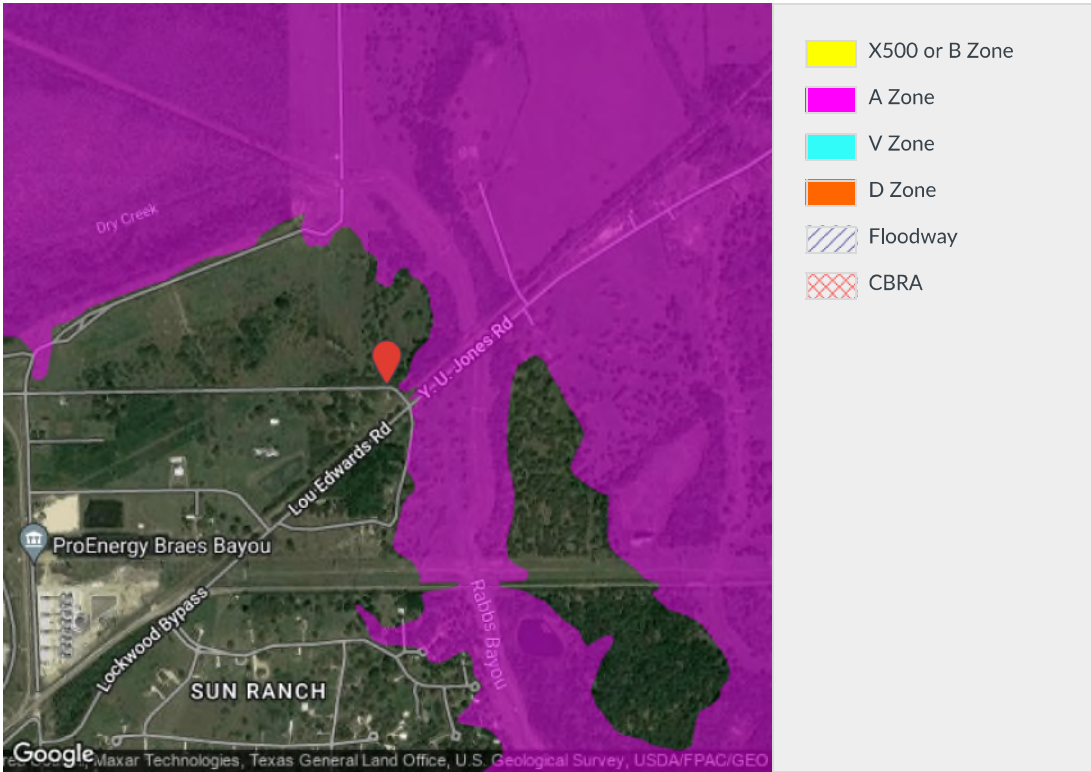 X500 or B Zone
A Zone
V Zone
D Zone
Floodway
CBRA
Dry Creek
Y. U. Jones Rd
Lou Edwards Rd
ProEnergy Braes Bayou
Rabbs Bayou
Lockwood Bypass
SUN RANCH
Google
Maxar Technologies, Texas General Land Office, U.S. Geological Survey, USDA/FPAC/GEO